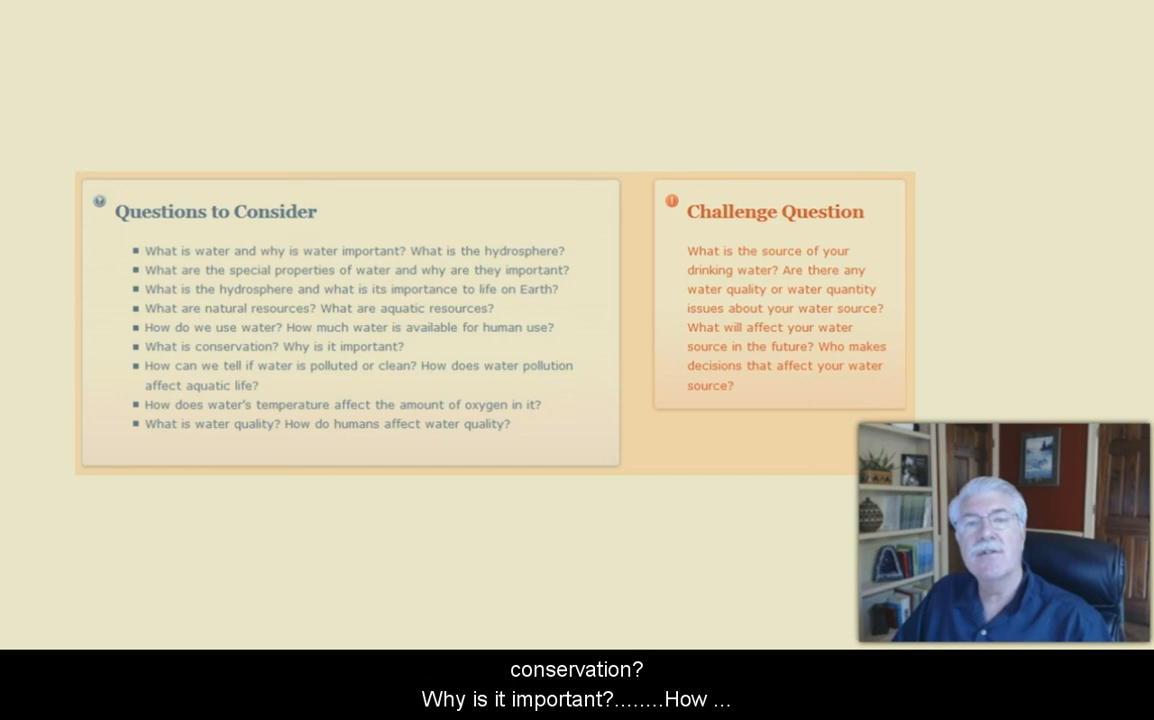 Questions to Consider
▪ What is water and why is water important? What is the hydrosphere?
▪ What are the special properties of water and why are they important?
▪ What is the hydrosphere and what is its importance to life on Earth?
▪ What are natural resources? What are aquatic resources?
▪ How do we use water? How much water is available for human use?
▪ What is conservation? Why is it important?
▪ How can we tell if water is polluted or clean? How does water pollution
affect aquatic life?
▪ How does water's temperature affect the amount of oxygen in it?
▪ What is water quality? How do humans affect water quality?
Challenge Question
What is the source of your
drinking water? Are there any
water quality or water quantity
issues about your water source?
What will affect your water
source in the future? Who makes
decisions that affect your water
source?
conservation?
Why is it important?........How ...